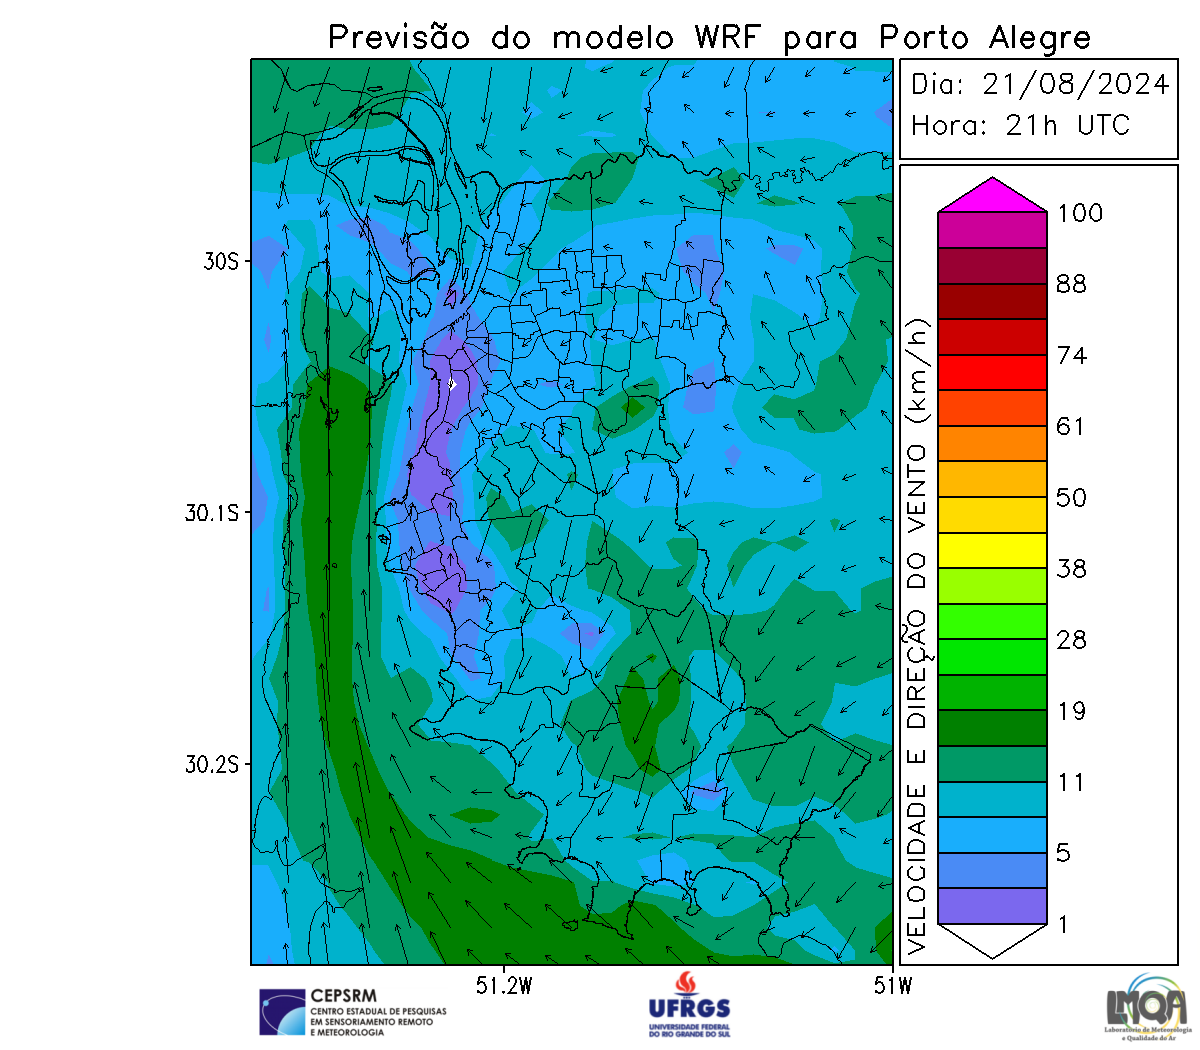 Previsão do modelo WRF para Porto Alegre
Dia: 21/08/2024
Hora: 21h UTC
30S
30.1S
30.2S
51.2W
51W
VELOCIDADE E DIREÇÃO DO VENTO (km/h)
100
88
74
61
50
38
28
19
11
5
1
CEPSRM
CENTRO ESTADUAL DE PESQUISAS
EM SENSORIAMENTO REMOTO
E METEOROLOGIA
UFRGS
UNIVERSIDADE FEDERAL
DO RIO GRANDE DO SUL
LMQA
Laboratório de Meteorologia
e Qualidade do Ar